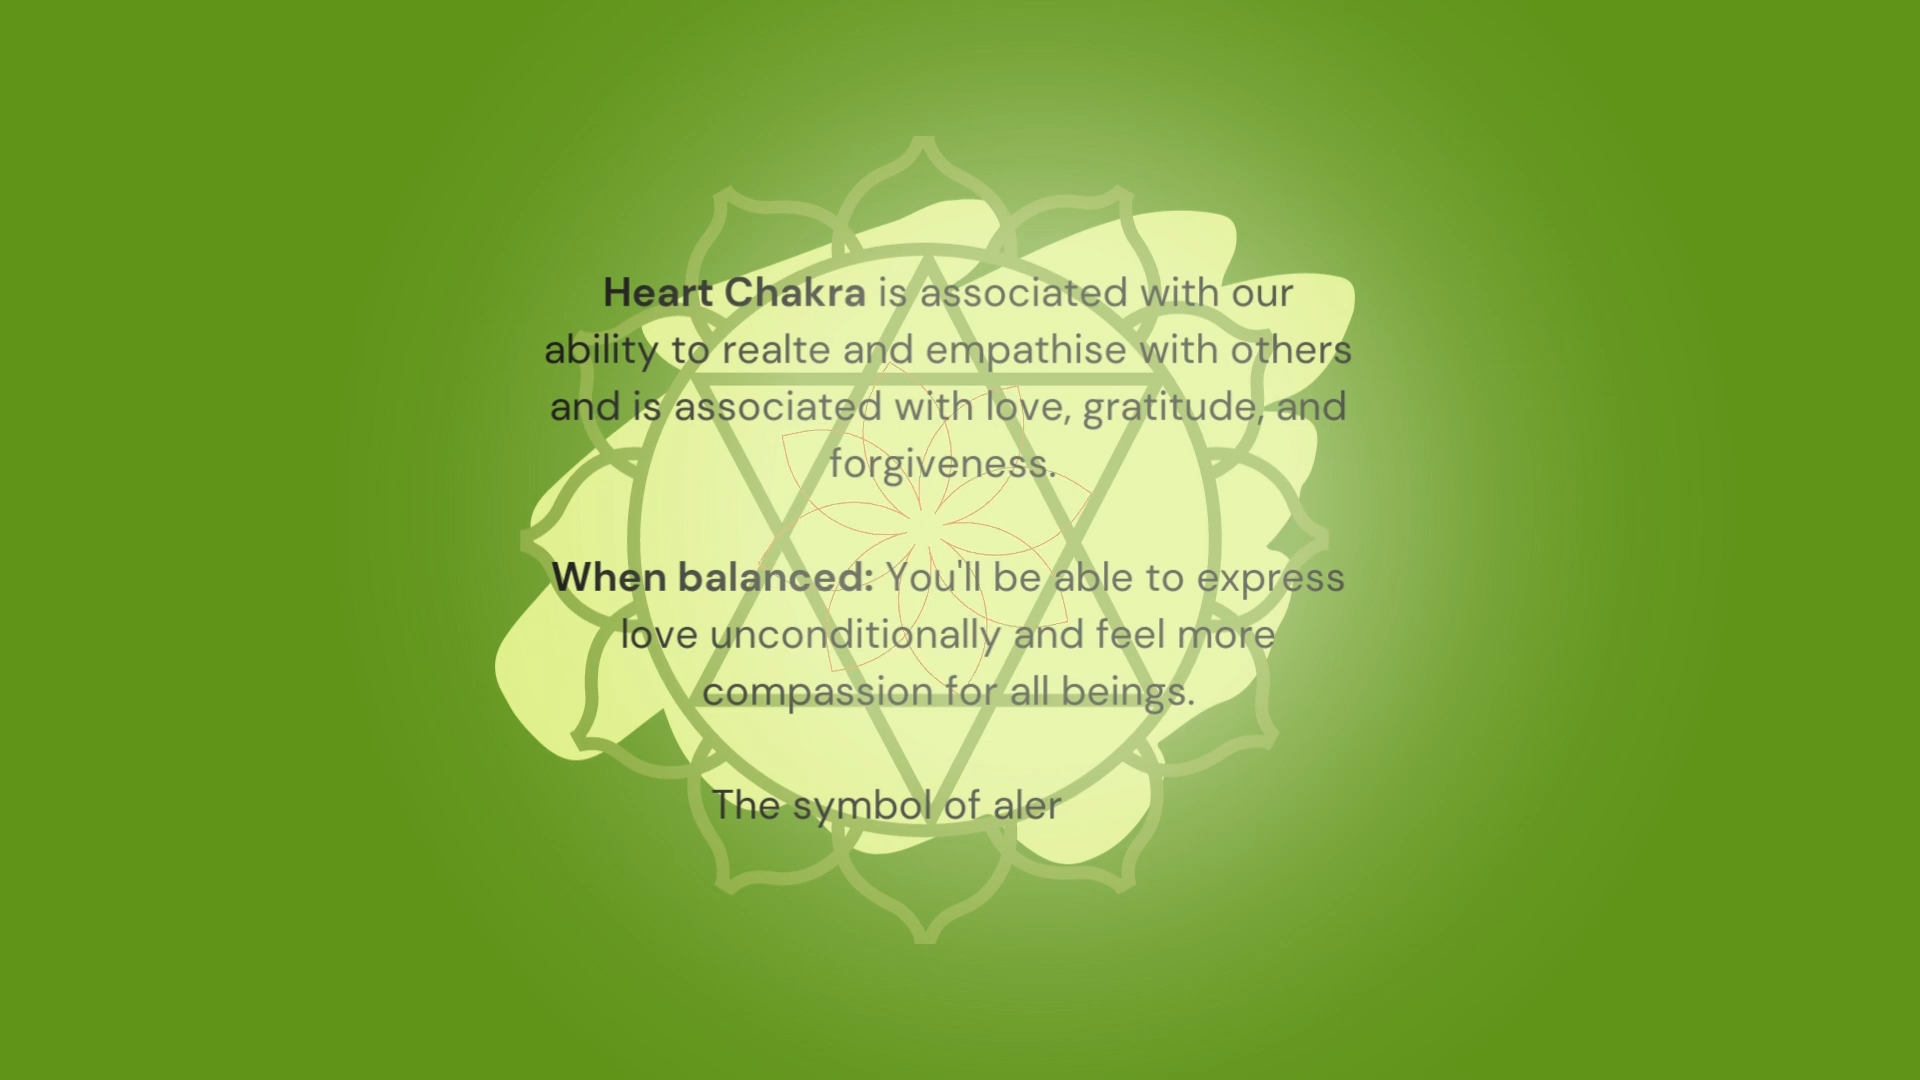 Heart Chakra is associated with our
ability to realte and empathise with others
and is associated with love, gratitude, and
forgiveness.
When balanced: You'll be able to express
love unconditionally and feel more
compassion for all beings.
The symbol of aler